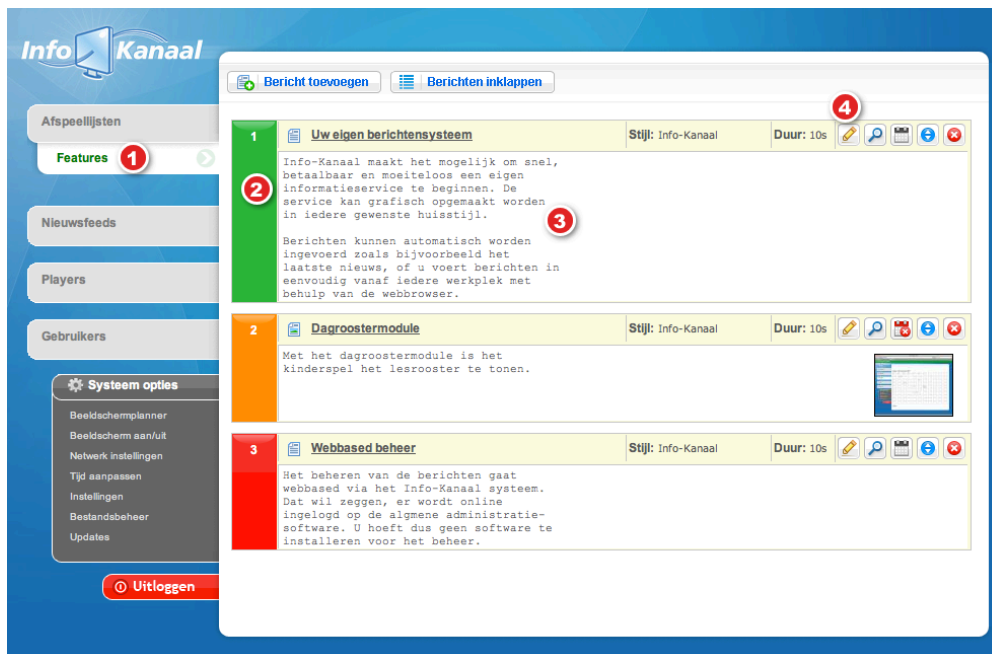 Info Kanaal
Bericht toevoegen
Berichten inklappen
4
Afspeellijsten
Features
1
Nieuwsfeeds
Players
Gebruikers
Systeem opties
Beeldschermplanner
Beeldscherm aan/uit
Netwerk instellingen
Tijd aanpassen
Instellingen
Bestandsbeheer
Updates
Uitloggen
1
Uw eigen berichtensysteem
Stijl: Info-Kanaal
Duur: 10s
2
Info-Kanaal maakt het mogelijk om snel,
betaalbaar en moeiteloos een eigen
informatieservice te beginnen. De
service kan grafisch opgemaakt worden
in iedere gewenste huisstijl.
3
Berichten kunnen automatisch worden
ingevoerd zoals bijvoorbeeld het
laatste nieuws, of u voert berichten in
eenvoudig vanaf iedere werkplek met
behulp van de webbrowser.
2
Dagroostermodule
Stijl: Info-Kanaal
Duur: 10s
Met het dagroostermodule is het
kinderspel het lesrooster te tonen.
3
Webbased beheer
Stijl: Info-Kanaal
Duur: 10s
Het beheren van de berichten gaat
webbased via het Info-Kanaal systeem.
Dat wil zeggen, er wordt online
ingelogd op de algmene administratie-
software. U hoeft dus geen software te
installeren voor het beheer.